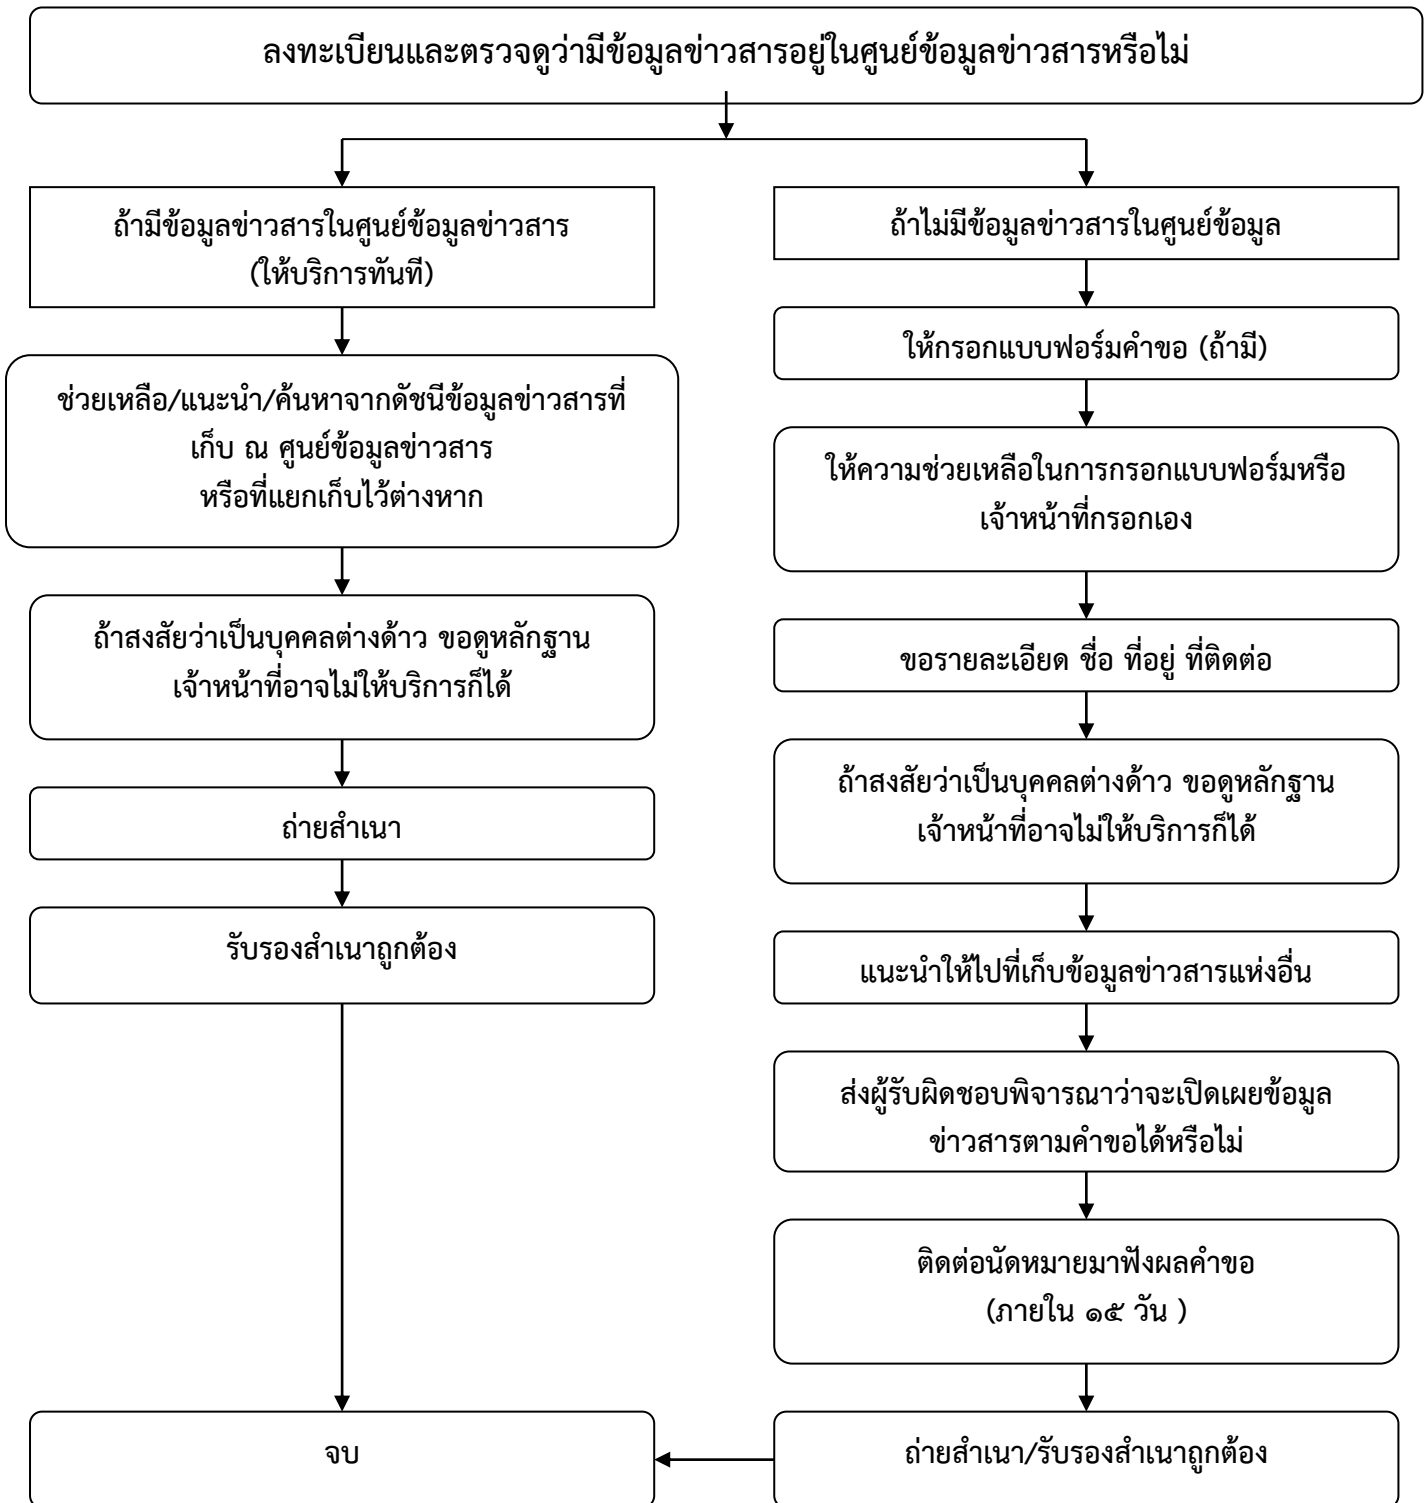 ลงทะเบียนและตรวจดูว่ามีข้อมูลข่าวสารอยู่ในศูนย์ข้อมูลข่าวสารหรือไม่
ถ้ามีข้อมูลข่าวสารในศูนย์ข้อมูลข่าวสาร
(ให้บริการทันที)
ช่วยเหลือ/แนะนำ/ค้นหาจากดัชนีข้อมูลข่าวสารที่
เก็บ ณ ศูนย์ข้อมูลข่าวสาร
หรือที่แยกเก็บไว้ต่างหาก
ถ้าสงสัยว่าเป็นบุคคลต่างด้าว ขอดูหลักฐาน
เจ้าหน้าที่อาจไม่ให้บริการก็ได้
ถ่ายสำเนา
รับรองสำเนาถูกต้อง
ถ้าไม่มีข้อมูลข่าวสารในศูนย์ข้อมูล
ให้กรอกแบบฟอร์มคำขอ (ถ้ามี)
ให้ความช่วยเหลือในการกรอกแบบฟอร์มหรือ
เจ้าหน้าที่กรอกเอง
ขอรายละเอียด ชื่อ ที่อยู่ ที่ติดต่อ
ถ้าสงสัยว่าเป็นบุคคลต่างด้าว ขอดูหลักฐาน
เจ้าหน้าที่อาจไม่ให้บริการก็ได้
แนะนำให้ไปที่เก็บข้อมูลข่าวสารแห่งอื่น
ส่งผู้รับผิดชอบพิจารณาว่าจะเปิดเผยข้อมูล
ข่าวสารตามคำขอได้หรือไม่
ติดต่อนัดหมายมาฟังผลคำขอ
(ภายใน ๑๕ วัน )
ถ่ายสำเนา/รับรองสำเนาถูกต้อง
จบ